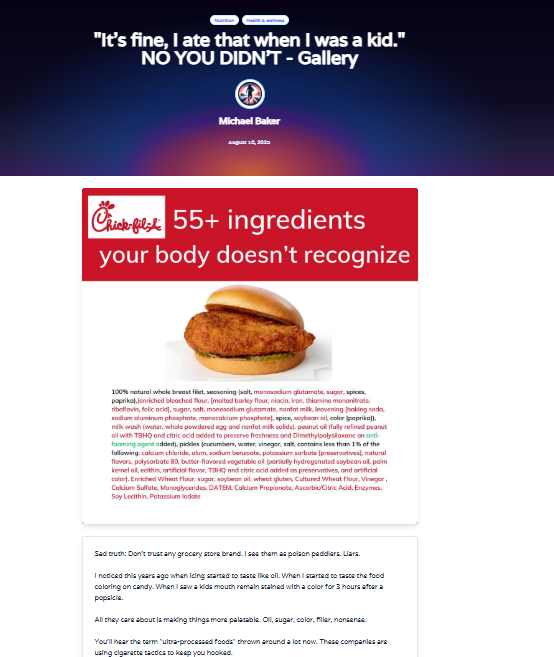 Nutrition Health & wellness
"It's fine, I ate that when I was a kid."
NO YOU DIDN'T - Gallery
Michael Baker
August 10, 2025
Chick-fil-A 55+ ingredients
your body doesn't recognize
100% natural whole breast filet, seasoning (salt, monosodium glutamate, sugar, spices,
paprika),[enriched bleached flour, [malted barley flour, niacin, iron, thiamine mononitrate,
riboflavin, folic acid], sugar, salt, monosodium glutamate, nonfat milk, leavening [baking soda,
sodium aluminum phosphate, monocalcium phosphate], spice, soybean oil, color [paprika]),
milk wash (water, whole powdered egg and nonfat milk solids), peanut oil (fully refined peanut
oil with TBHQ and citric acid added to preserve freshness and Dimethylpolysiloxane an anti-
foaming agent added), pickles (cucumbers, water, vinegar, salt, contains less than 1% of the
following: calcium chloride, alum, sodium benzoate, potassium sorbate [preservatives], natural
flavors, polysorbate 80, butter-flavored vegetable oil (partially hydrogenated soybean oil, palm
kernel oil, ecithin, artificial flavor, TBHQ and citric acid added as preservatives, and artificial
color). Enriched Wheat Flour, sugar, soybean oil, wheat gluten, Cultured Wheat Flour, Vinegar,
Calcium Sulfate, Monoglycerides, DATEM, Calcium Propionate, Ascorbic/Citric Acid, Enzymes,
Soy Lecithin, Potassium Iodate
Sad truth: Don't trust any grocery store brand. I see them as poison peddlers. Liars.
I noticed this years ago when icing started to taste like oil. When I started to taste the food
coloring on candy. When I saw a kids mouth remain stained with a color for 3 hours after a
popsicle.
All they care about is making things more palatable. Oil, sugar, color, filler, nonsense.
You'll hear the term "ultra-processed foods" thrown around a lot now. These companies are
using cigarette tactics to keep you hooked.